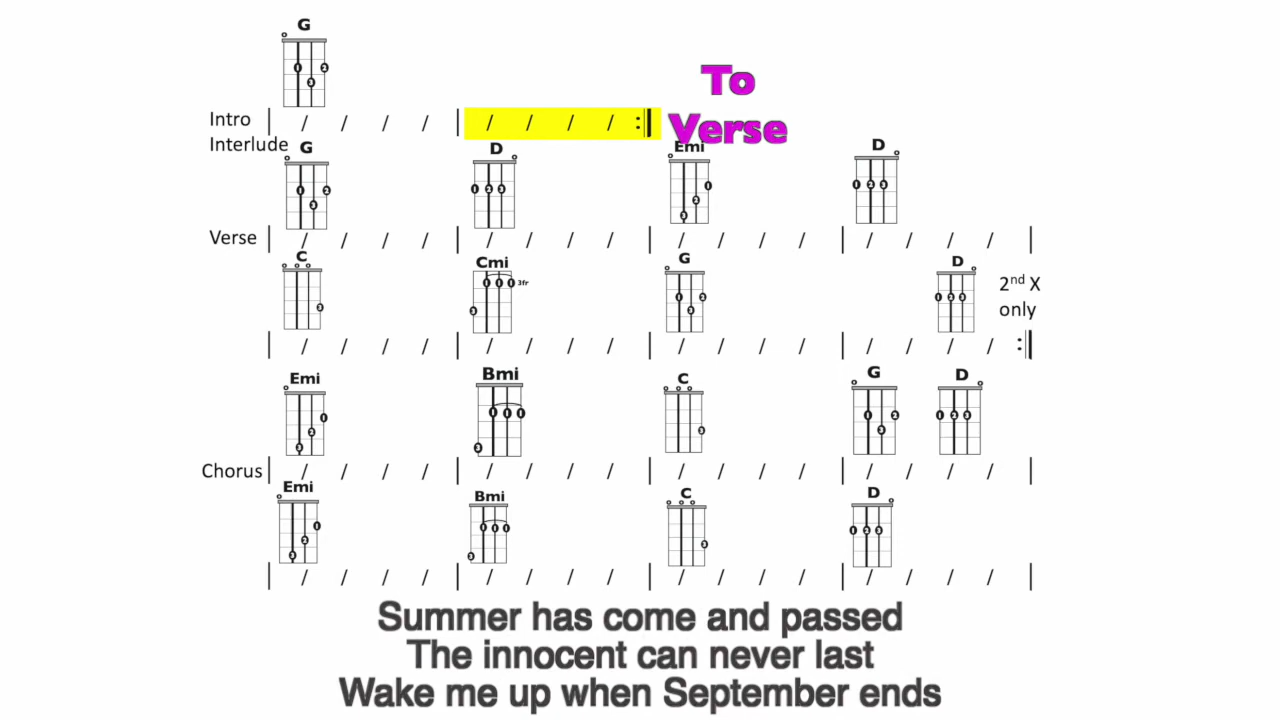 G
To
Intro | / / / / | / / / / :||
Verse
Interlude
G D Emi D
Verse | / / / / | / / / / | / / / / | / / / / |
C Cmi G D
3fr
2nd X
only
| / / / / | / / / / | / / / / | / / / / :||
Emi Bmi C G D
Chorus | / / / / | / / / / | / / / / | / / / / |
Emi Bmi C D
| / / / / | / / / / | / / / / | / / / / |
Summer has come and passed
The innocent can never last
Wake me up when September ends